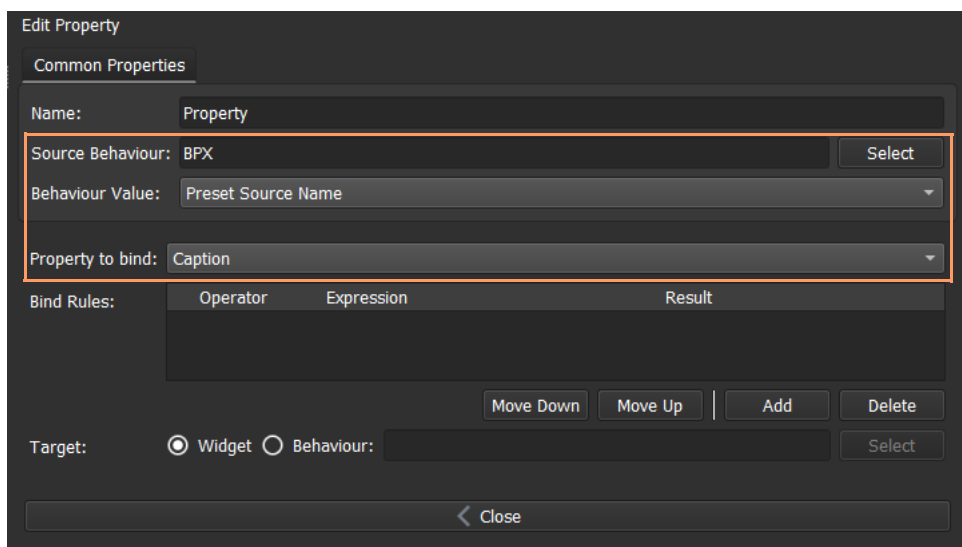 Edit Property
Common Properties
Name: Property
Source Behaviour: BPX Select
Behaviour Value: Preset Source Name
Property to bind: Caption
Bind Rules: Operator Expression Result
Move Down Move Up Add Delete
Target: Widget Behaviour: Select
Close